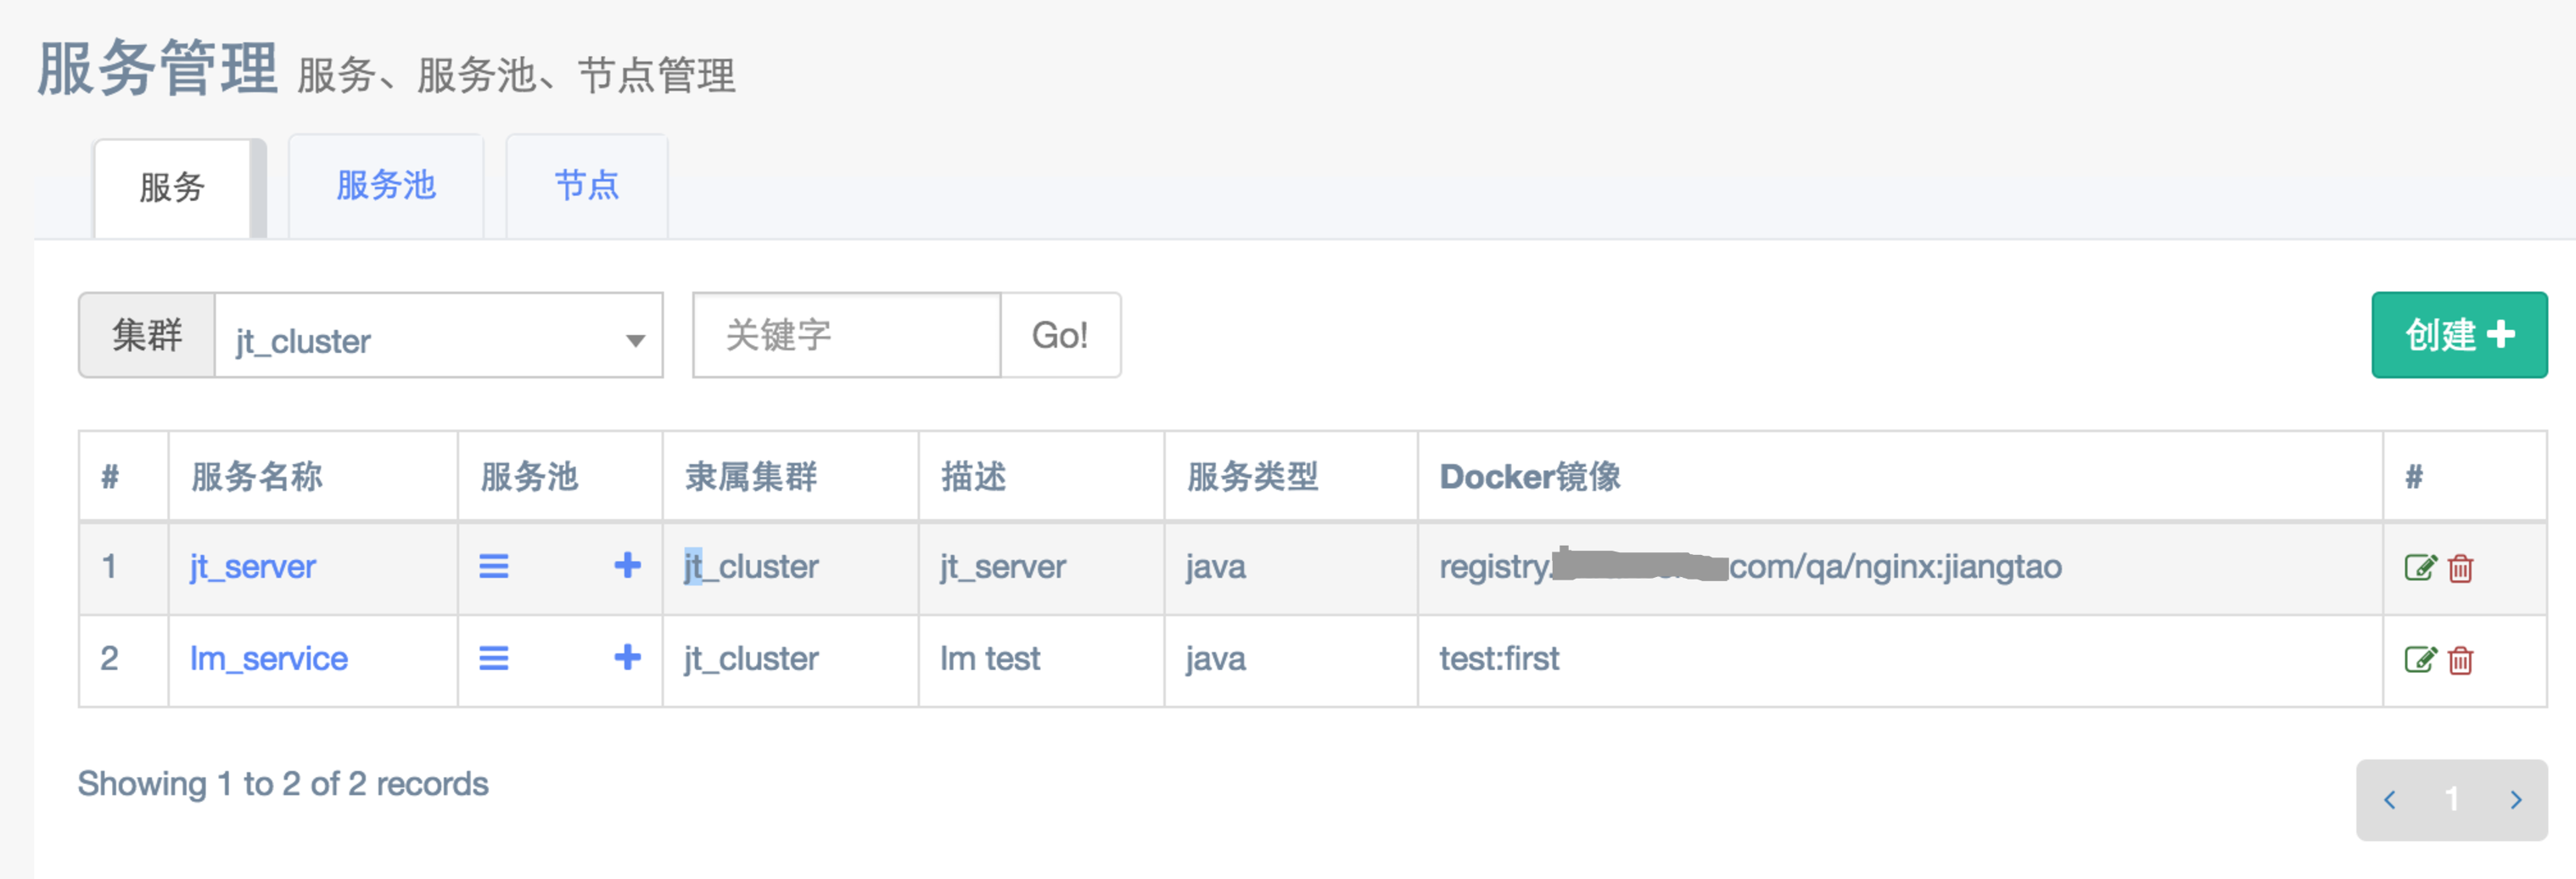 服务管理 服务、服务池、节点管理
服务 服务池 节点
集群 jt_cluster 关键字 Go! 创建
# 服务名称 服务池 隶属集群 描述 服务类型 Docker镜像 #
1 jt_server jt_cluster jt_server java registry. com/qa/nginx:jiangtao
2 lm_service jt_cluster lm test java test:first
Showing 1 to 2 of 2 records
1